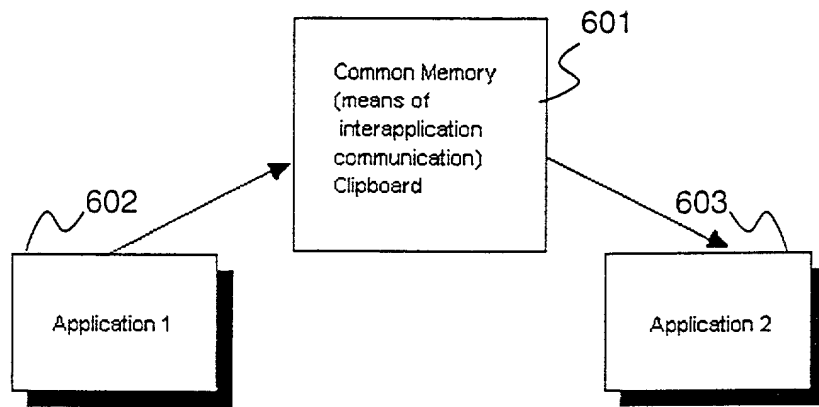 601
Common Memory
(means of
interapplication
communication)
Clipboard
602
603
Application 1
Application 2